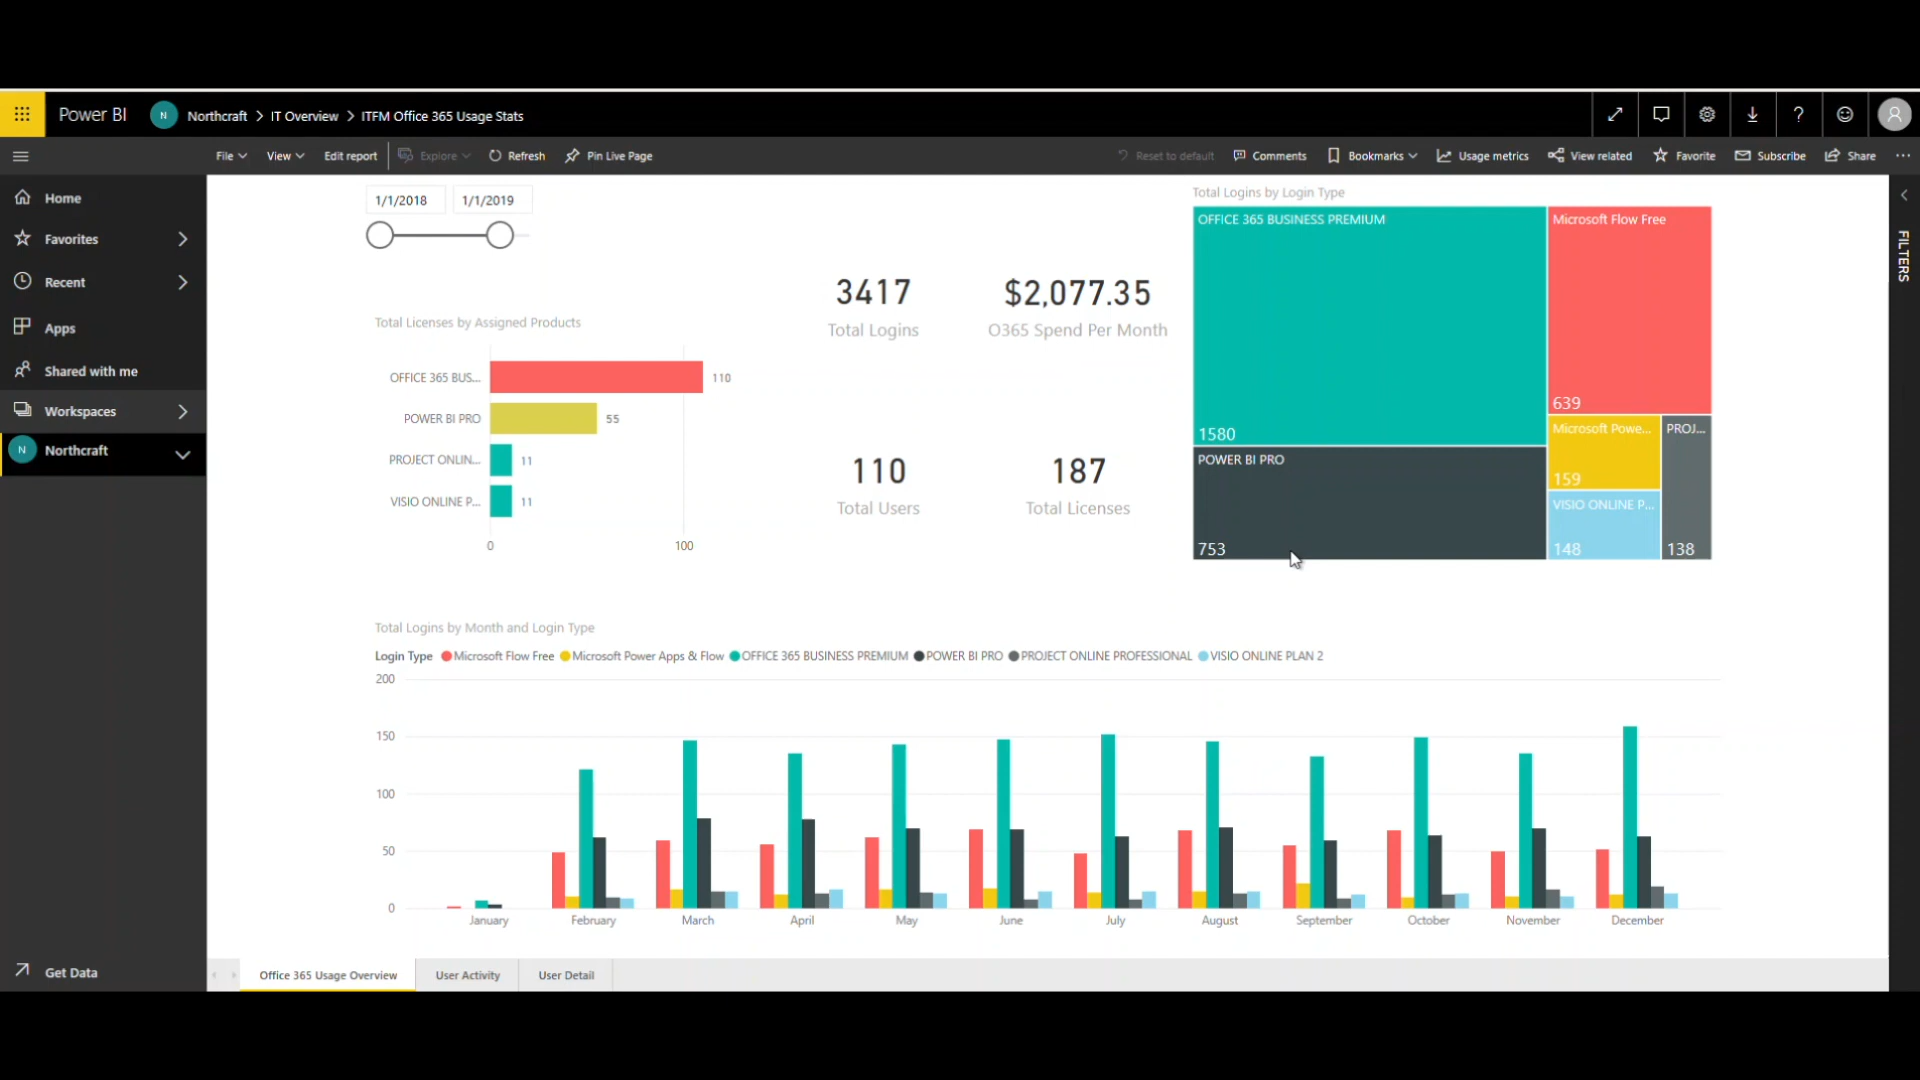 Power BI N Northcraft > IT Overview > ITFM Office 365 Usage Stats ?
File View Edit report Explore Refresh Pin Live Page Reset to default Comments Bookmarks Usage metrics View related Favorite Subscribe Share ...
Home
Favorites
Recent
Apps
Shared with me
Workspaces
N Northcraft
Get Data
FILTERS
1/1/2018 1/1/2019
Total Licenses by Assigned Products
OFFICE 365 BUS... 110
POWER BI PRO 55
PROJECT ONLIN... 11
VISIO ONLINE P... 11
0 100
3417
Total Logins
$2,077.35
O365 Spend Per Month
110
Total Users
187
Total Licenses
Total Logins by Login Type
OFFICE 365 BUSINESS PREMIUM
1580
POWER BI PRO
753
Microsoft Flow Free
639
Microsoft Powe...
159
VISIO ONLINE P...
148
PROJ...
138
Total Logins by Month and Login Type
Login Type Microsoft Flow Free Microsoft Power Apps & Flow OFFICE 365 BUSINESS PREMIUM POWER BI PRO PROJECT ONLINE PROFESSIONAL VISIO ONLINE PLAN 2
200
150
100
50
0
January February March April May June July August September October November December
Office 365 Usage Overview User Activity User Detail